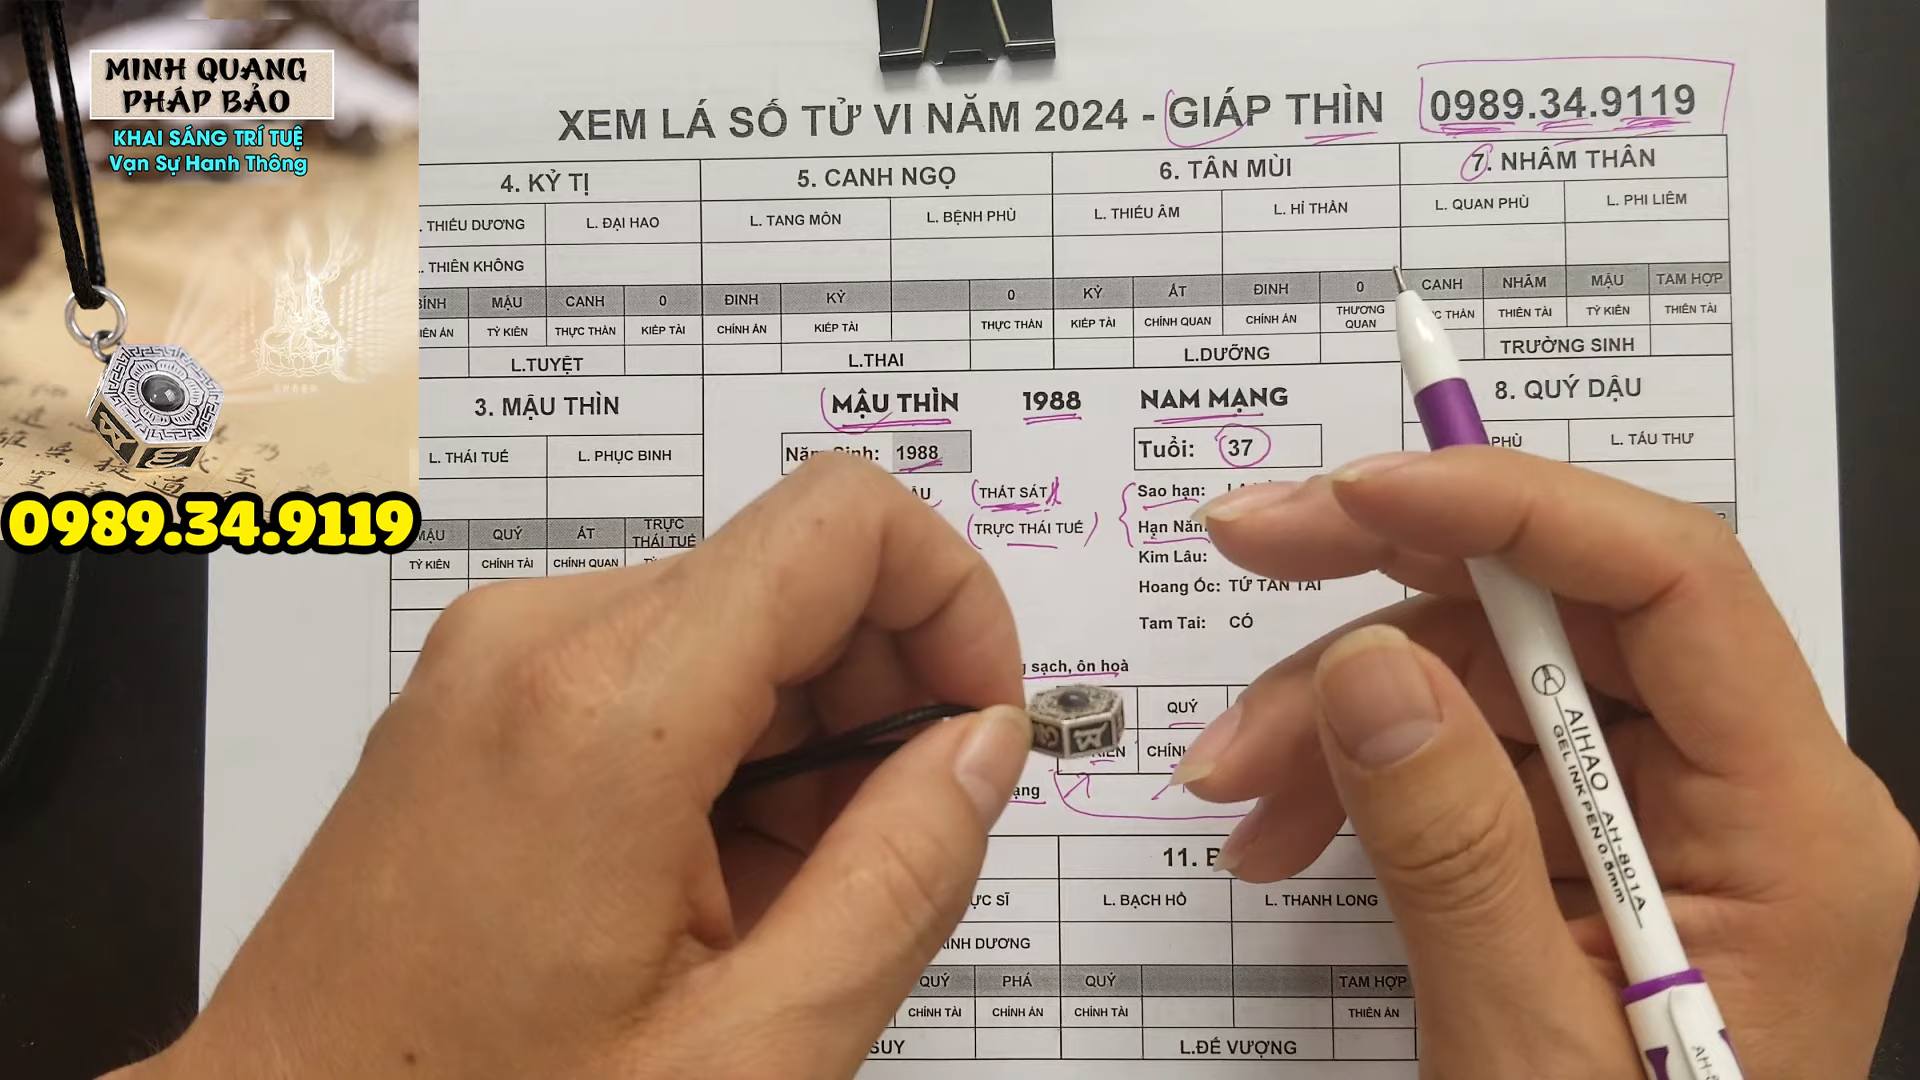 MINH QUANG
PHÁP BẢO
KHAI SÁNG TRÍ TUỆ
Vạn Sự Hanh Thông
0989.34.9119
XEM LÁ SỐ TỬ VI NĂM 2024 - GIÁP THÌN 0989.34.9119
4. KỶ TỊ 5. CANH NGỌ 6. TÂN MÙI 7. NHÂM THÂN
THIẾU DƯƠNG L. ĐẠI HAO L. TANG MÔN L. BỆNH PHÙ L. THIẾU ÂM L. HỈ THẦN L. QUAN PHÙ L. PHI LIÊM
THIÊN KHÔNG
MẬU CANH 0 ĐINH KỶ 0 KỶ ẤT ĐINH 0 CANH NHÂM MẬU TAM HỢP
TỶ KIÊN THỰC THẦN KIẾP TÀI CHÍNH ẤN KIẾP TÀI THỰC THẦN KIẾP TÀI CHÍNH QUAN CHÍNH ẤN THƯƠNG QUAN THẦN THIÊN TÀI TỶ KIÊN THIÊN TÀI
L.TUYỆT L.THAI L.DƯỠNG TRƯỜNG SINH
3. MẬU THÌN MẬU THÌN 1988 NAM MẠNG 8. QUÝ DẬU
Sinh: 1988 Tuổi: 37
L. THÁI TUẾ L. PHỤC BINH PHÙ L. TẤU THƯ
THẤT SÁT Sao hạn:
TRỰC THÁI TUẾ Hạn Năm
MẬU QUÝ ẤT TRỰC THÁI TUẾ
TỶ KIÊN CHÍNH TÀI CHÍNH QUAN
Kim Lâu:
Hoang Ốc: TỨ TẤN TÀI
Tam Tai: CÓ
sạch, ôn hoà
QUÝ
11.
L. BẠCH HỔ L. THANH LONG
QUÝ PHÁ QUÝ TAM HỢP
CHÍNH TÀI CHÍNH ẤN CHÍNH TÀI THIÊN ẤN
SUY L.ĐẾ VƯỢNG
AIHAO AH-801A
GEL INK PEN 0.5mm